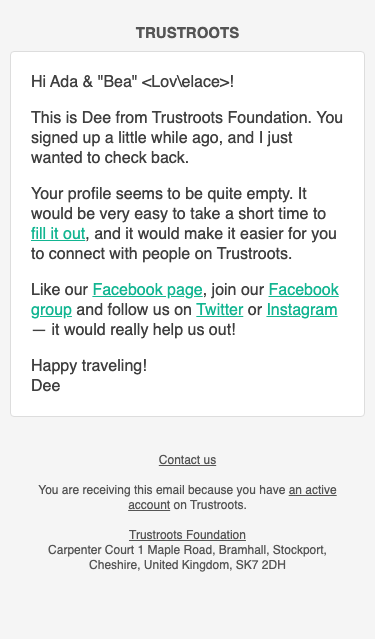 TRUSTROOTS
Hi Ada & "Bea" <Lov\elace>!
This is Dee from Trustroots Foundation. You
signed up a little while ago, and I just
wanted to check back.
Your profile seems to be quite empty. It
would be very easy to take a short time to
fill it out, and it would make it easier for you
to connect with people on Trustroots.
Like our Facebook page, join our Facebook
group and follow us on Twitter or Instagram
— it would really help us out!
Happy traveling!
Dee
Contact us
You are receiving this email because you have an active
account on Trustroots.
Trustroots Foundation
Carpenter Court 1 Maple Road, Bramhall, Stockport,
Cheshire, United Kingdom, SK7 2DH